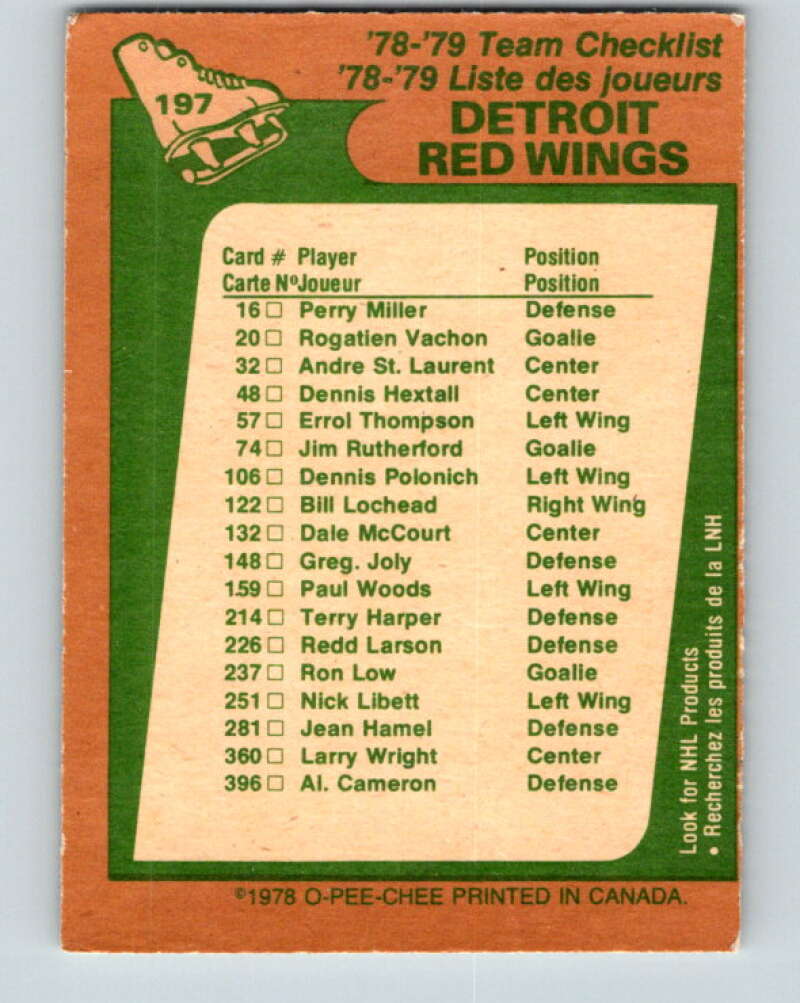 197
'78-'79 Team Checklist
'78-'79 Liste des joueurs
DETROIT
RED WINGS
Card # Player Position
Carte Nº Joueur Position
16 □ Perry Miller Defense
20 □ Rogatien Vachon Goalie
32 □ Andre St. Laurent Center
48 □ Dennis Hextall Center
57 □ Errol Thompson Left Wing
74 □ Jim Rutherford Goalie
106 □ Dennis Polonich Left Wing
122 □ Bill Lochead Right Wing
132 □ Dale McCourt Center
148 □ Greg. Joly Defense
159 □ Paul Woods Left Wing
214 □ Terry Harper Defense
226 □ Redd Larson Defense
237 □ Ron Low Goalie
251 □ Nick Libett Left Wing
281 □ Jean Hamel Defense
360 □ Larry Wright Center
396 □ Al. Cameron Defense
Look for NHL Products
• Recherchez les produits de la LNH
©1978 O-PEE-CHEE PRINTED IN CANADA.